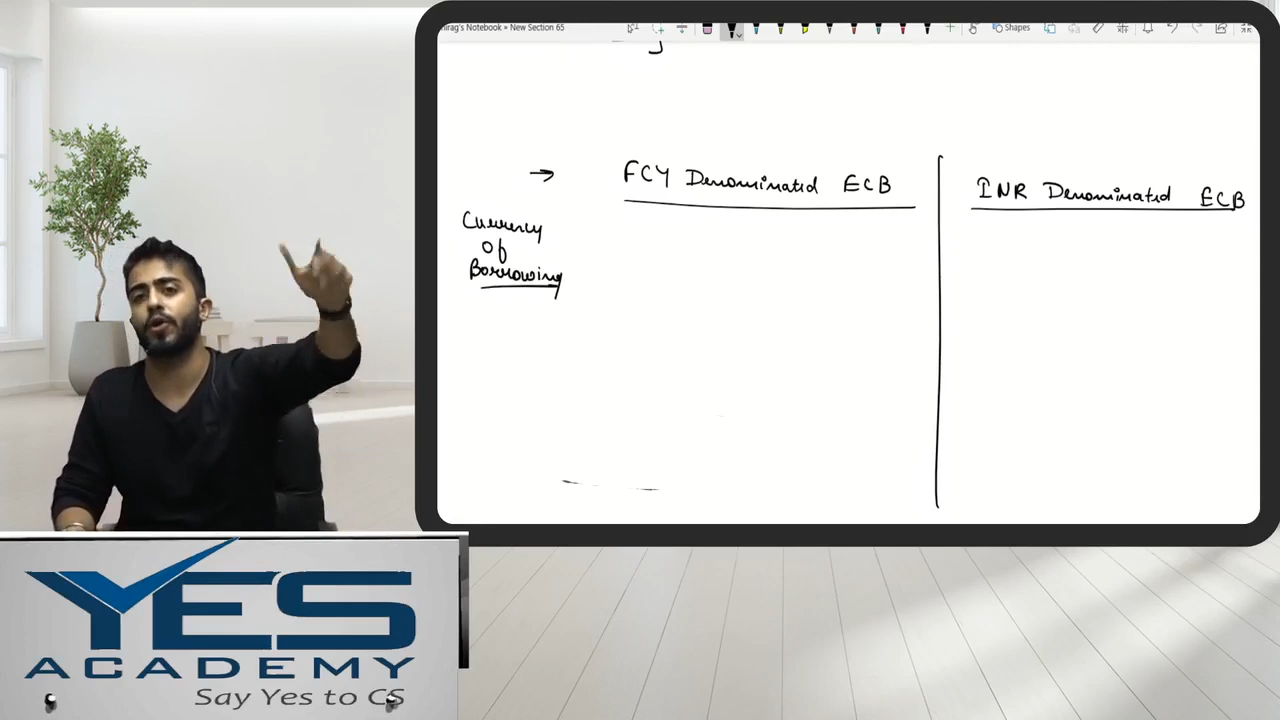 irag's Notebook » New Section 65
Shapes
→ FCY Denominated ECB
INR Denominated ECB
Currency
Of
Borrowing
YES
ACADEMY
Say Yes to CS